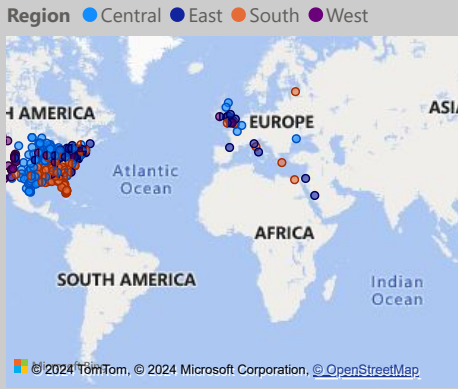 Region Central East South West
H AMERICA
EUROPE
ASI
Atlantic
Ocean
AFRICA
SOUTH AMERICA
Indian
Ocean
© 2024 TomTom, © 2024 Microsoft Corporation, © OpenStreetMap